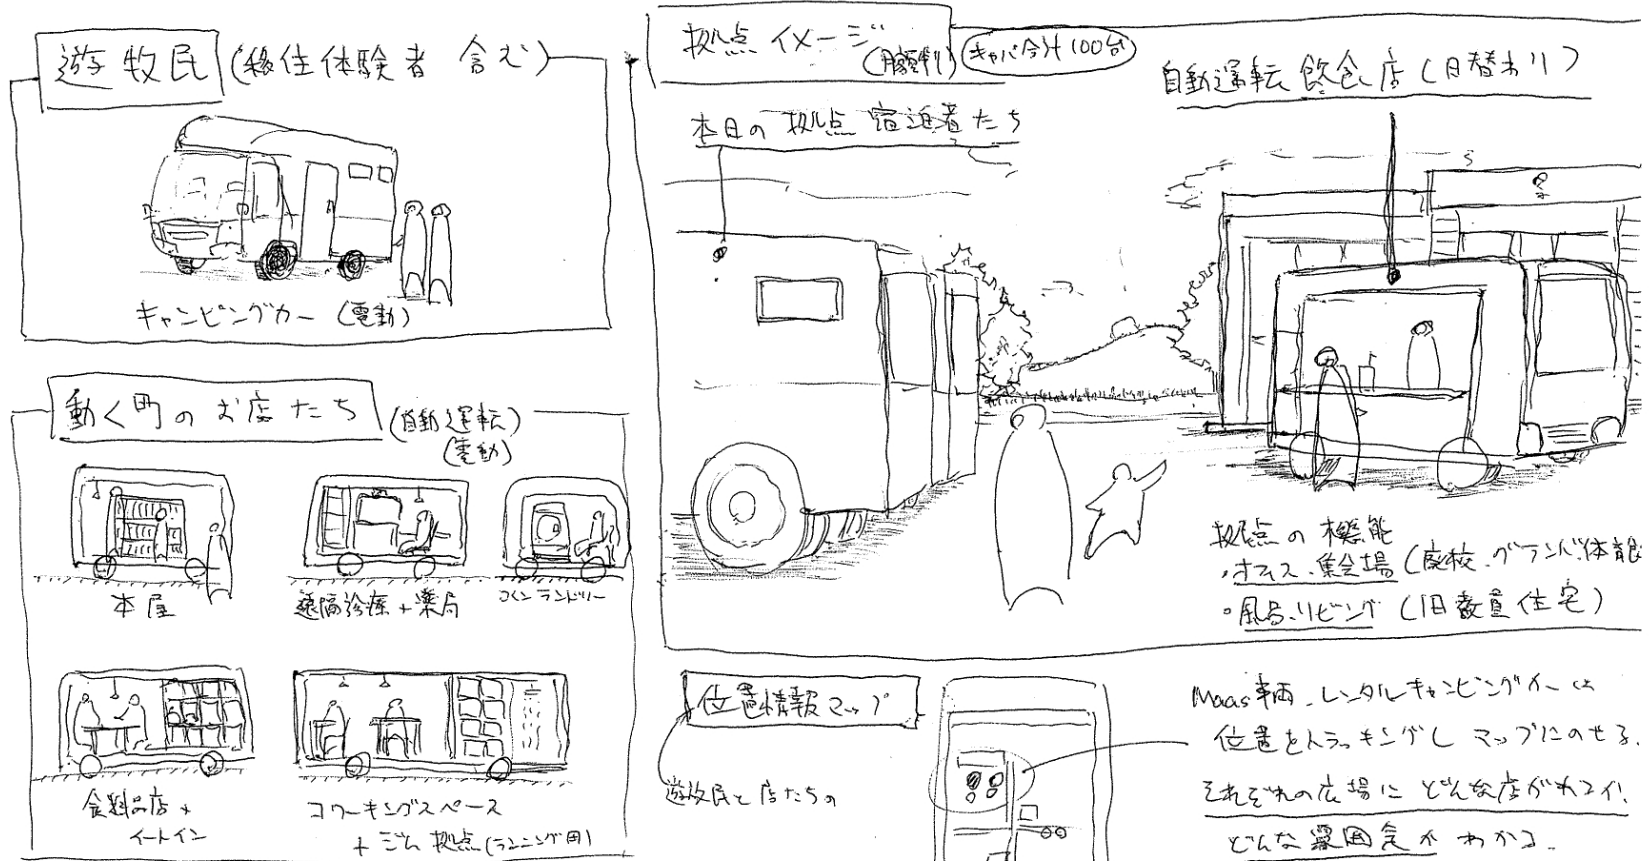 遊牧民 (移住体験者 含む)
キャンピングカー (電動)
動く町のお店たち (自動運転)
(電動)
本屋
遠隔診療+薬局
コインランドリー
食料品店+
イートイン
コワーキングスペース
+ジム 拠点 (ランニング用)
拠点イメージ
キャパ合計100台
本日の拠点宿泊者たち
自動運転飲食店 (日替わり)
拠点の機能
・オフィス・集会場 (廃校、グランド、体育館
・風呂、リビング (旧教員住宅)
位置情報マップ
遊牧民と店たちの
Maas車両、レンタルキャンピングカーは
位置をトラッキングし マップにのせる。
それぞれの広場に どんな店が
どんな雰囲気か わかる。